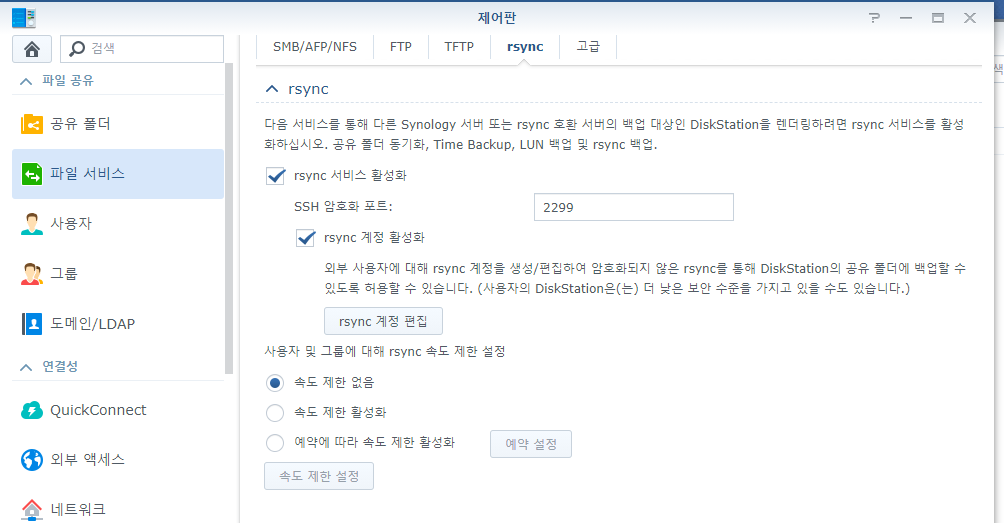 제어판
검색
파일 공유
공유 폴더
파일 서비스
사용자
그룹
도메인/LDAP
연결성
QuickConnect
외부 액세스
네트워크
SMB/AFP/NFS
FTP
TFTP
rsync
고급
rsync
다음 서비스를 통해 다른 Synology 서버 또는 rsync 호환 서버의 백업 대상인 DiskStation을 렌더링하려면 rsync 서비스를 활성
화하십시오. 공유 폴더 동기화, Time Backup, LUN 백업 및 rsync 백업.
rsync 서비스 활성화
SSH 암호화 포트:
2299
rsync 계정 활성화
외부 사용자에 대해 rsync 계정을 생성/편집하여 암호화되지 않은 rsync를 통해 DiskStation의 공유 폴더에 백업할 수
있도록 허용할 수 있습니다. (사용자의 DiskStation은(는) 더 낮은 보안 수준을 가지고 있을 수도 있습니다.)
rsync 계정 편집
사용자 및 그룹에 대해 rsync 속도 제한 설정
속도 제한 없음
속도 제한 활성화
예약에 따라 속도 제한 활성화
예약 설정
속도 제한 설정
색